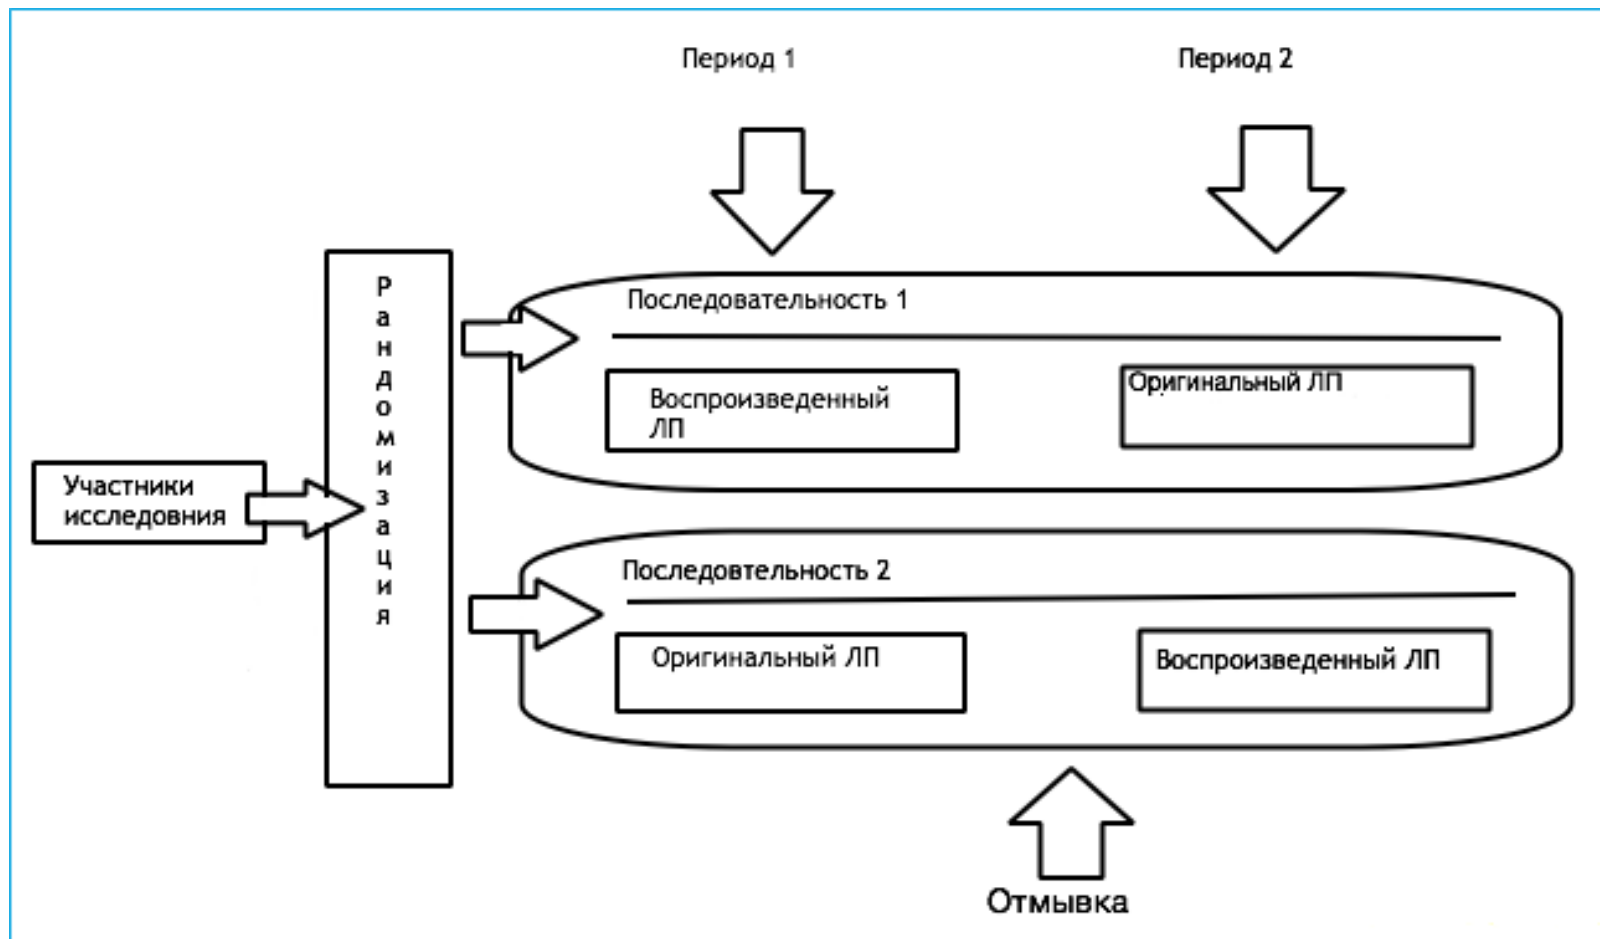 Период 1
Период 2
Рандомизация
Участники
исследовния
Последовательность 1
Воспроизведенный
ЛП
Оригинальный ЛП
Последовтельность 2
Оригинальный ЛП
Воспроизведенный ЛП
Отмывка